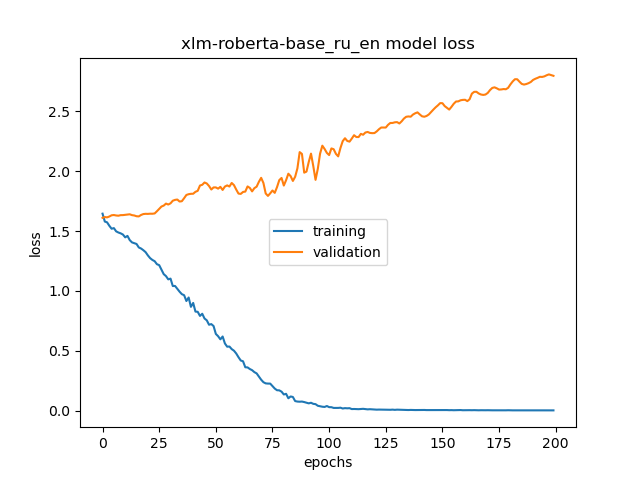 xlm-roberta-base_ru_en model loss
loss
2.5
2.0
1.5
1.0
0.5
0.0
training
validation
0 25 50 75 100 125 150 175 200
epochs